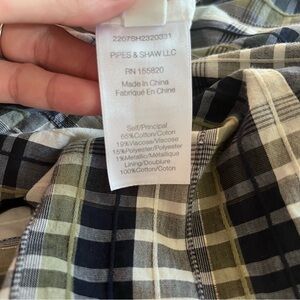 2207SH2320331
PIPES & SHAW LLC
RN 155820
Made In China
Fabriqué En Chine
Self/Principal
65%Cotton/Coton
19%Viscose/Viscose
15%Polyester/Polyester
1%Metallic/Métallique
Lining/Doublure
100%Cotton/Coton